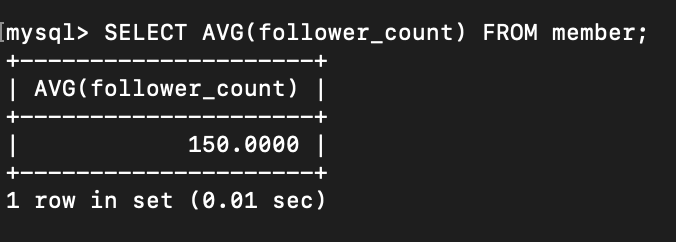 [mysql> SELECT AVG(follower_count) FROM member;
+---------------------+
| AVG(follower_count) |
+---------------------+
|            150.0000 |
+---------------------+
1 row in set (0.01 sec)